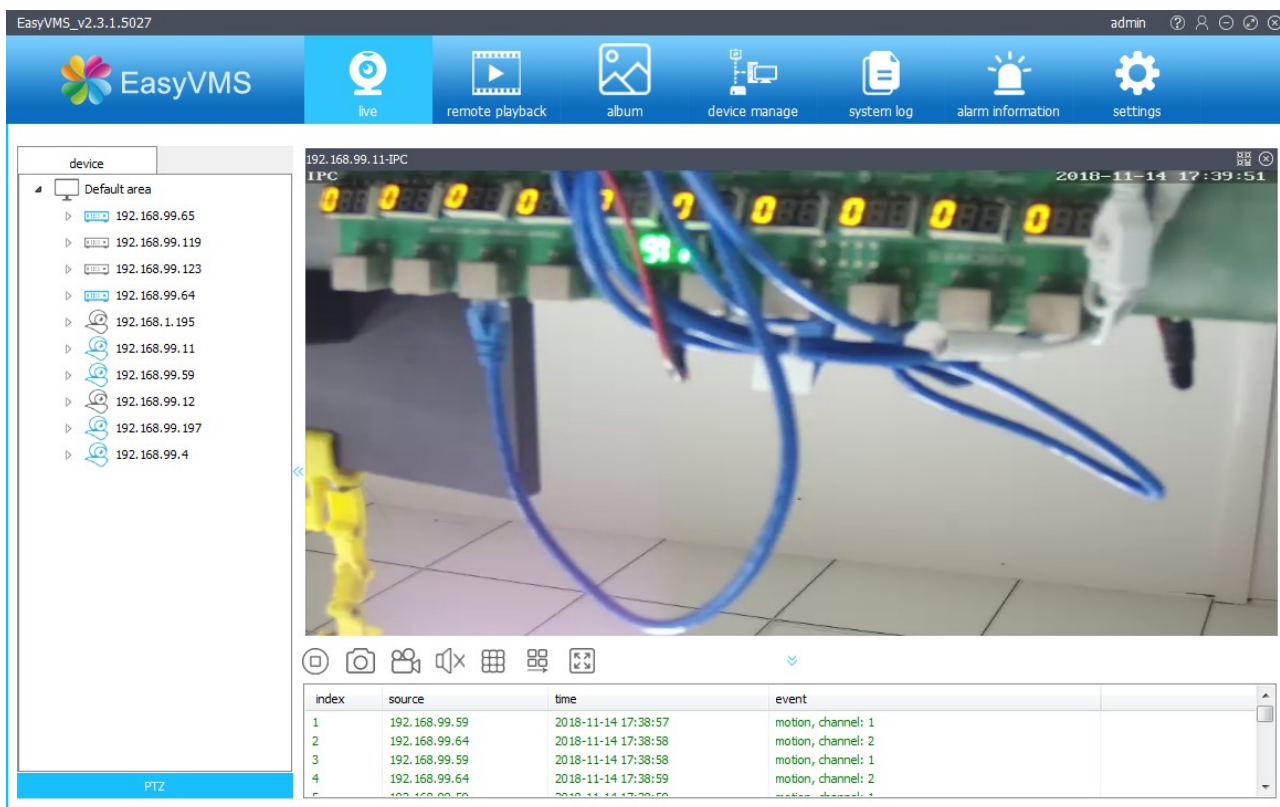 EasyVMS_v2.3.1.5027
admin
EasyVMS
live
remote playback
album
device manage
system log
alarm information
settings
device
Default area
192.168.99.65
192.168.99.119
192.168.99.123
192.168.99.64
192.168.1.195
192.168.99.11
192.168.99.59
192.168.99.12
192.168.99.197
192.168.99.4
PTZ
192.168.99.11-IPC
IPC 2018-11-14 17:39:51
index source time event
1 192.168.99.59 2018-11-14 17:38:57 motion, channel: 1
2 192.168.99.64 2018-11-14 17:38:58 motion, channel: 2
3 192.168.99.59 2018-11-14 17:38:58 motion, channel: 1
4 192.168.99.64 2018-11-14 17:38:59 motion, channel: 2